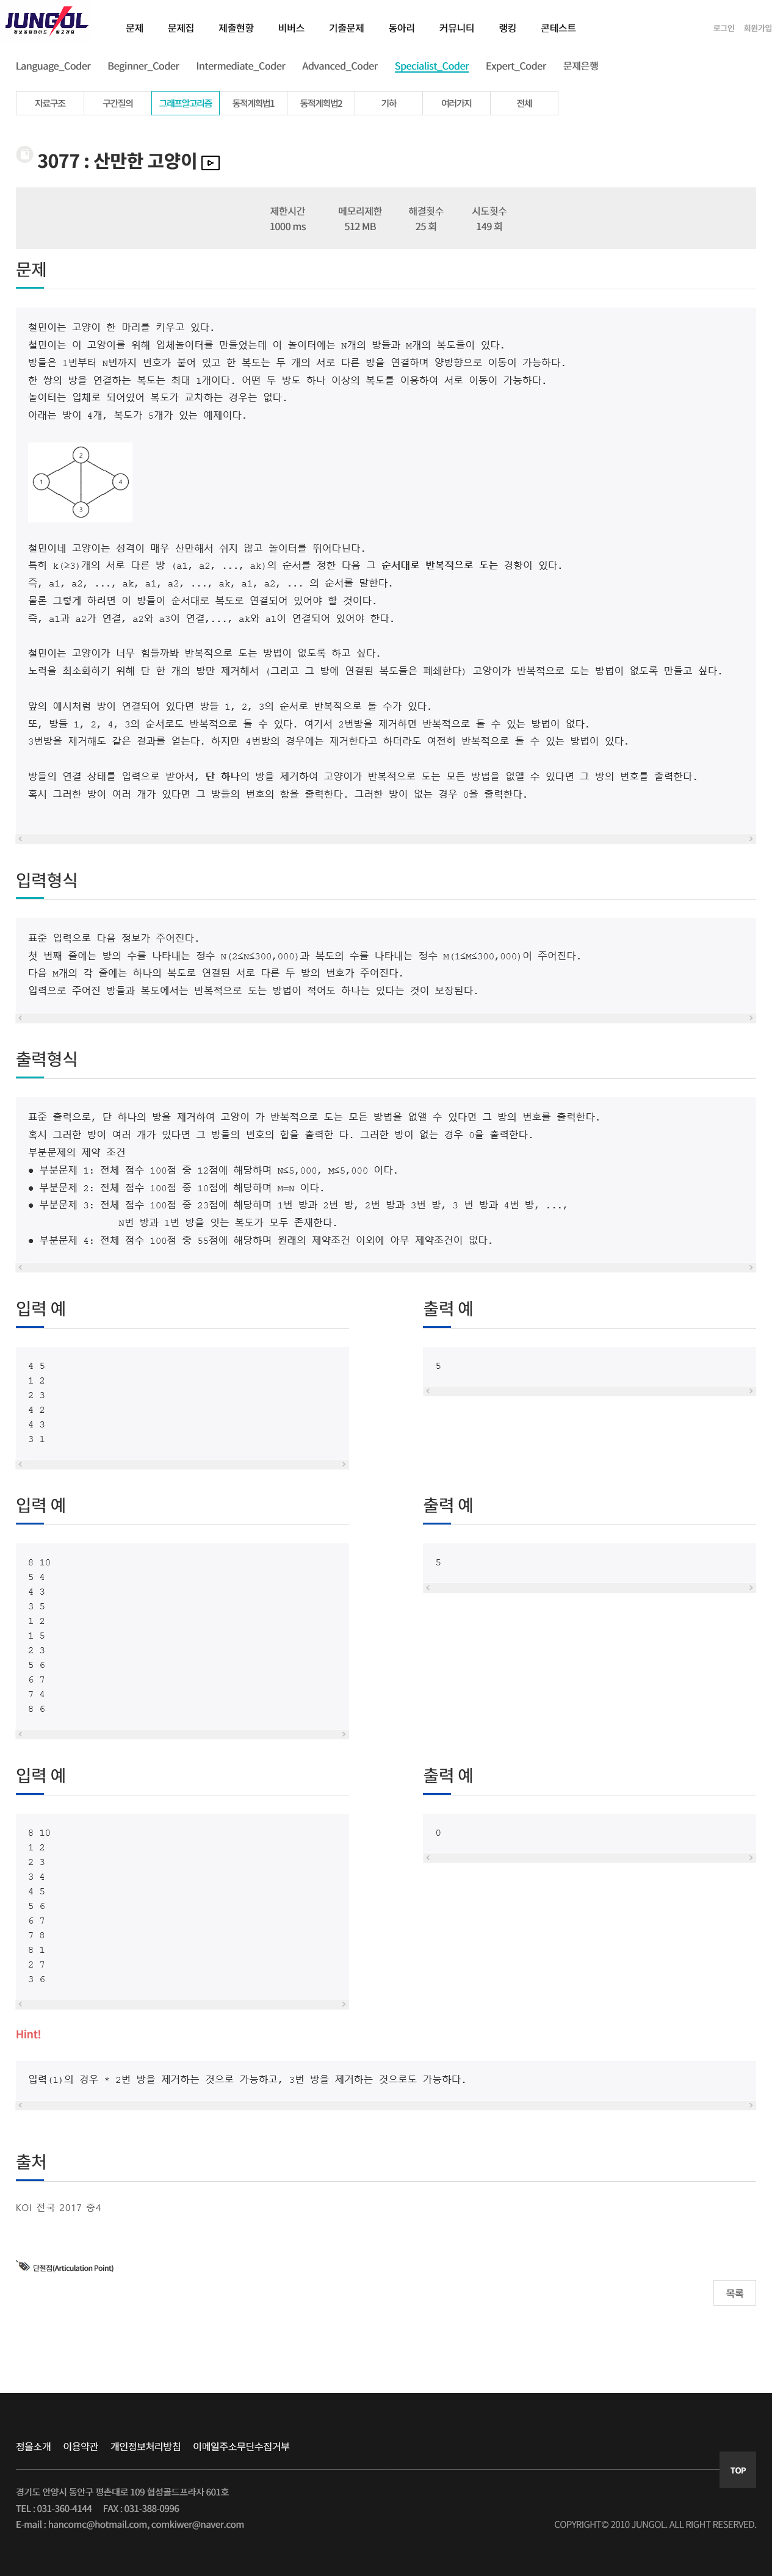 JUNGOL
문제 문제집 제출현황 비버스 기출문제 동아리 커뮤니티 랭킹 콘테스트
로그인 회원가입
Language_Coder Beginner_Coder Intermediate_Coder Advanced_Coder Specialist_Coder Expert_Coder 문제은행
자료구조 구간질의 그래프알고리즘 동적계획법1 동적계획법2 기하 여러가지 전체
3077 : 산만한 고양이
제한시간 메모리제한 해결횟수 시도횟수
1000 ms 512 MB 25 회 149 회
문제
철민이는 고양이 한 마리를 키우고 있다.
철민이는 이 고양이를 위해 입체놀이터를 만들었는데 이 놀이터에는 N개의 방들과 M개의 복도들이 있다.
방들은 1번부터 N번까지 번호가 붙어 있고 한 복도는 두 개의 서로 다른 방을 연결하며 양방향으로 이동이 가능하다.
한 쌍의 방을 연결하는 복도는 최대 1개이다. 어떤 두 방도 하나 이상의 복도를 이용하여 서로 이동이 가능하다.
놀이터는 입체로 되어있어 복도가 교차하는 경우는 없다.
아래는 방이 4개, 복도가 5개가 있는 예제이다.
2
1 4
3
철민이네 고양이는 성격이 매우 산만해서 쉬지 않고 놀이터를 뛰어다닌다.
특히 k(≥3)개의 서로 다른 방 (a1, a2, ..., ak)의 순서를 정한 다음 그 순서대로 반복적으로 도는 경향이 있다.
즉, a1, a2, ..., ak, a1, a2, ..., ak, a1, a2, ... 의 순서를 말한다.
물론 그렇게 하려면 이 방들이 순서대로 복도로 연결되어 있어야 할 것이다.
즉, a1과 a2가 연결, a2와 a3이 연결,..., ak와 a1이 연결되어 있어야 한다.
철민이는 고양이가 너무 힘들까봐 반복적으로 도는 방법이 없도록 하고 싶다.
노력을 최소화하기 위해 단 한 개의 방만 제거해서 (그리고 그 방에 연결된 복도들은 폐쇄한다) 고양이가 반복적으로 도는 방법이 없도록 만들고 싶다.
앞의 예시처럼 방이 연결되어 있다면 방들 1, 2, 3의 순서로 반복적으로 돌 수가 있다.
또, 방들 1, 2, 4, 3의 순서로도 반복적으로 돌 수 있다. 여기서 2번방을 제거하면 반복적으로 돌 수 있는 방법이 없다.
3번방을 제거해도 같은 결과를 얻는다. 하지만 4번방의 경우에는 제거한다고 하더라도 여전히 반복적으로 돌 수 있는 방법이 있다.
방들의 연결 상태를 입력으로 받아서, 단 하나의 방을 제거하여 고양이가 반복적으로 도는 모든 방법을 없앨 수 있다면 그 방의 번호를 출력한다.
혹시 그러한 방이 여러 개가 있다면 그 방들의 번호의 합을 출력한다. 그러한 방이 없는 경우 0을 출력한다.
입력형식
표준 입력으로 다음 정보가 주어진다.
첫 번째 줄에는 방의 수를 나타내는 정수 N(2≤N≤300,000)과 복도의 수를 나타내는 정수 M(1≤M≤300,000)이 주어진다.
다음 M개의 각 줄에는 하나의 복도로 연결된 서로 다른 두 방의 번호가 주어진다.
입력으로 주어진 방들과 복도에서는 반복적으로 도는 방법이 적어도 하나는 있다는 것이 보장된다.
출력형식
표준 출력으로, 단 하나의 방을 제거하여 고양이 가 반복적으로 도는 모든 방법을 없앨 수 있다면 그 방의 번호를 출력한다.
혹시 그러한 방이 여러 개가 있다면 그 방들의 번호의 합을 출력한 다. 그러한 방이 없는 경우 0을 출력한다.
부분문제의 제약 조건
● 부분문제 1: 전체 점수 100점 중 12점에 해당하며 N≤5,000, M≤5,000 이다.
● 부분문제 2: 전체 점수 100점 중 10점에 해당하며 M=N 이다.
● 부분문제 3: 전체 점수 100점 중 23점에 해당하며 1번 방과 2번 방, 2번 방과 3번 방, 3 번 방과 4번 방, ...,
N번 방과 1번 방을 잇는 복도가 모두 존재한다.
● 부분문제 4: 전체 점수 100점 중 55점에 해당하며 원래의 제약조건 이외에 아무 제약조건이 없다.
입력 예
4 5
1 2
2 3
4 2
4 3
3 1
출력 예
5
입력 예
8 10
5 4
4 3
3 5
1 2
1 5
2 3
5 6
6 7
7 4
8 6
출력 예
5
입력 예
8 10
1 2
2 3
3 4
4 5
5 6
6 7
7 8
8 1
2 7
3 6
출력 예
0
Hint!
입력(1)의 경우 * 2번 방을 제거하는 것으로 가능하고, 3번 방을 제거하는 것으로도 가능하다.
출처
KOI 전국 2017 중4
단절점(Articulation Point)
목록
정올소개 이용약관 개인정보처리방침 이메일주소무단수집거부
TOP
경기도 안양시 동안구 평촌대로 109 협성골드프라자 601호
TEL : 031-360-4144 FAX : 031-388-0996
E-mail : hancomc@hotmail.com, comkiwer@naver.com
COPYRIGHT© 2010 JUNGOL. ALL RIGHT RESERVED.